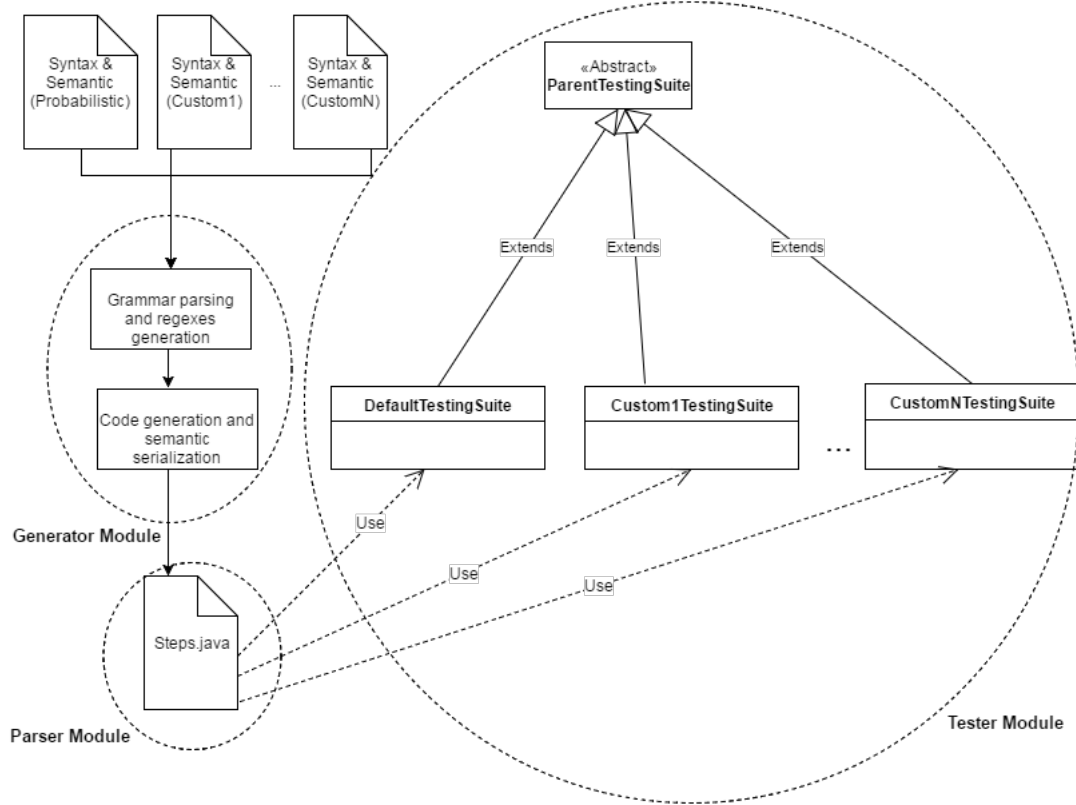 Syntax &
Semantic
(Probabilistic)
Syntax &
Semantic
(Custom1)
...
Syntax &
Semantic
(CustomN)
«Abstract»
ParentTestingSuite
Extends
Extends
Extends
Grammar parsing
and regexes
generation
Code generation and
semantic
serialization
Generator Module
DefaultTestingSuite
Custom1TestingSuite
...
CustomNTestingSuite
Use
Use
Use
Steps.java
Parser Module
Tester Module